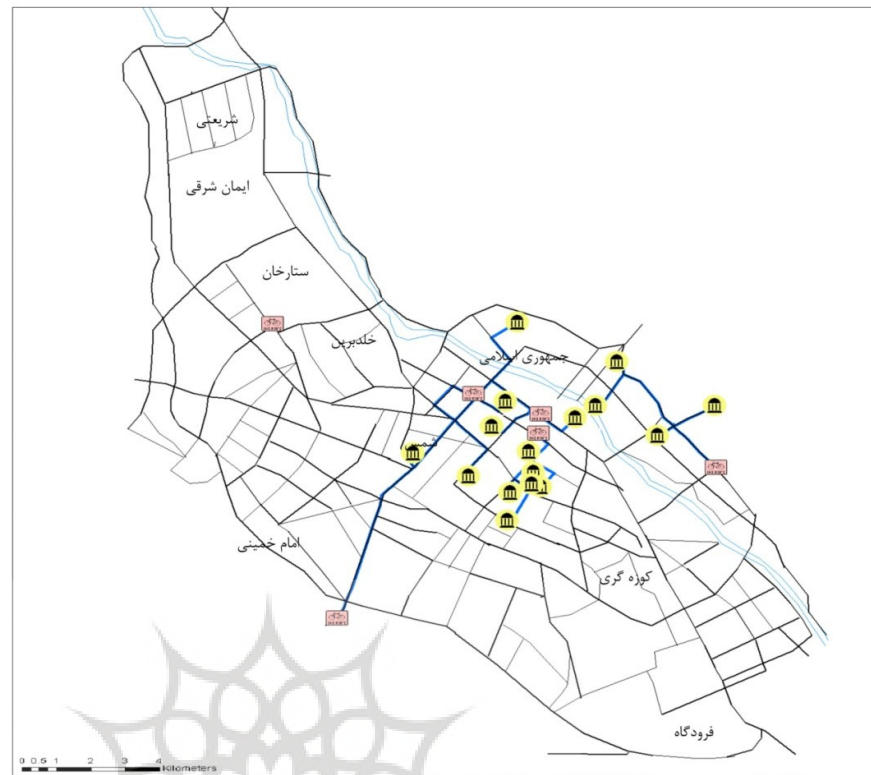 شریعتی
ایمان شرقی
ستارخان
خلدبرین
جمهوری اسلامی
شمس
امام خمینی
کوزه گری
فرودگاه
0 0.5 1 2 3 4
Kilometers